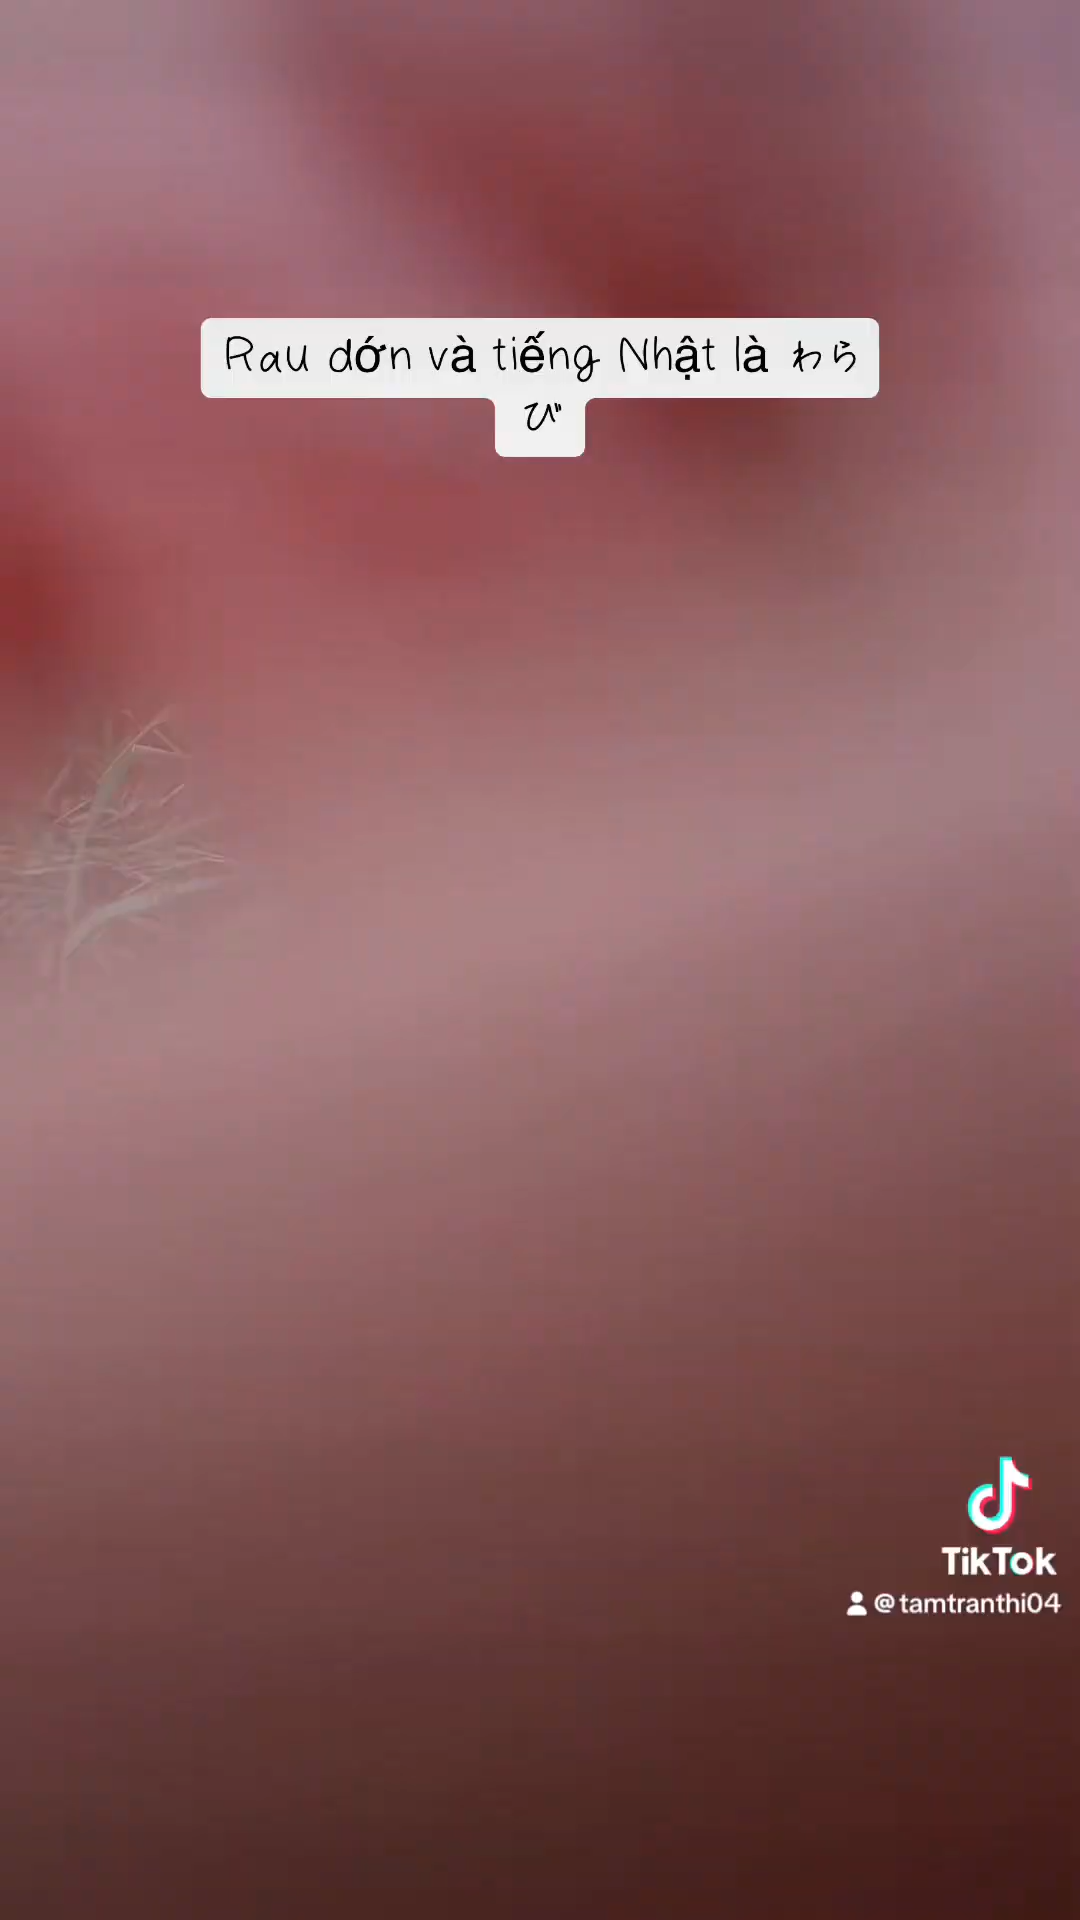 Rau dớn và tiếng Nhật là わら
び
TikTok
@tamtranthi04